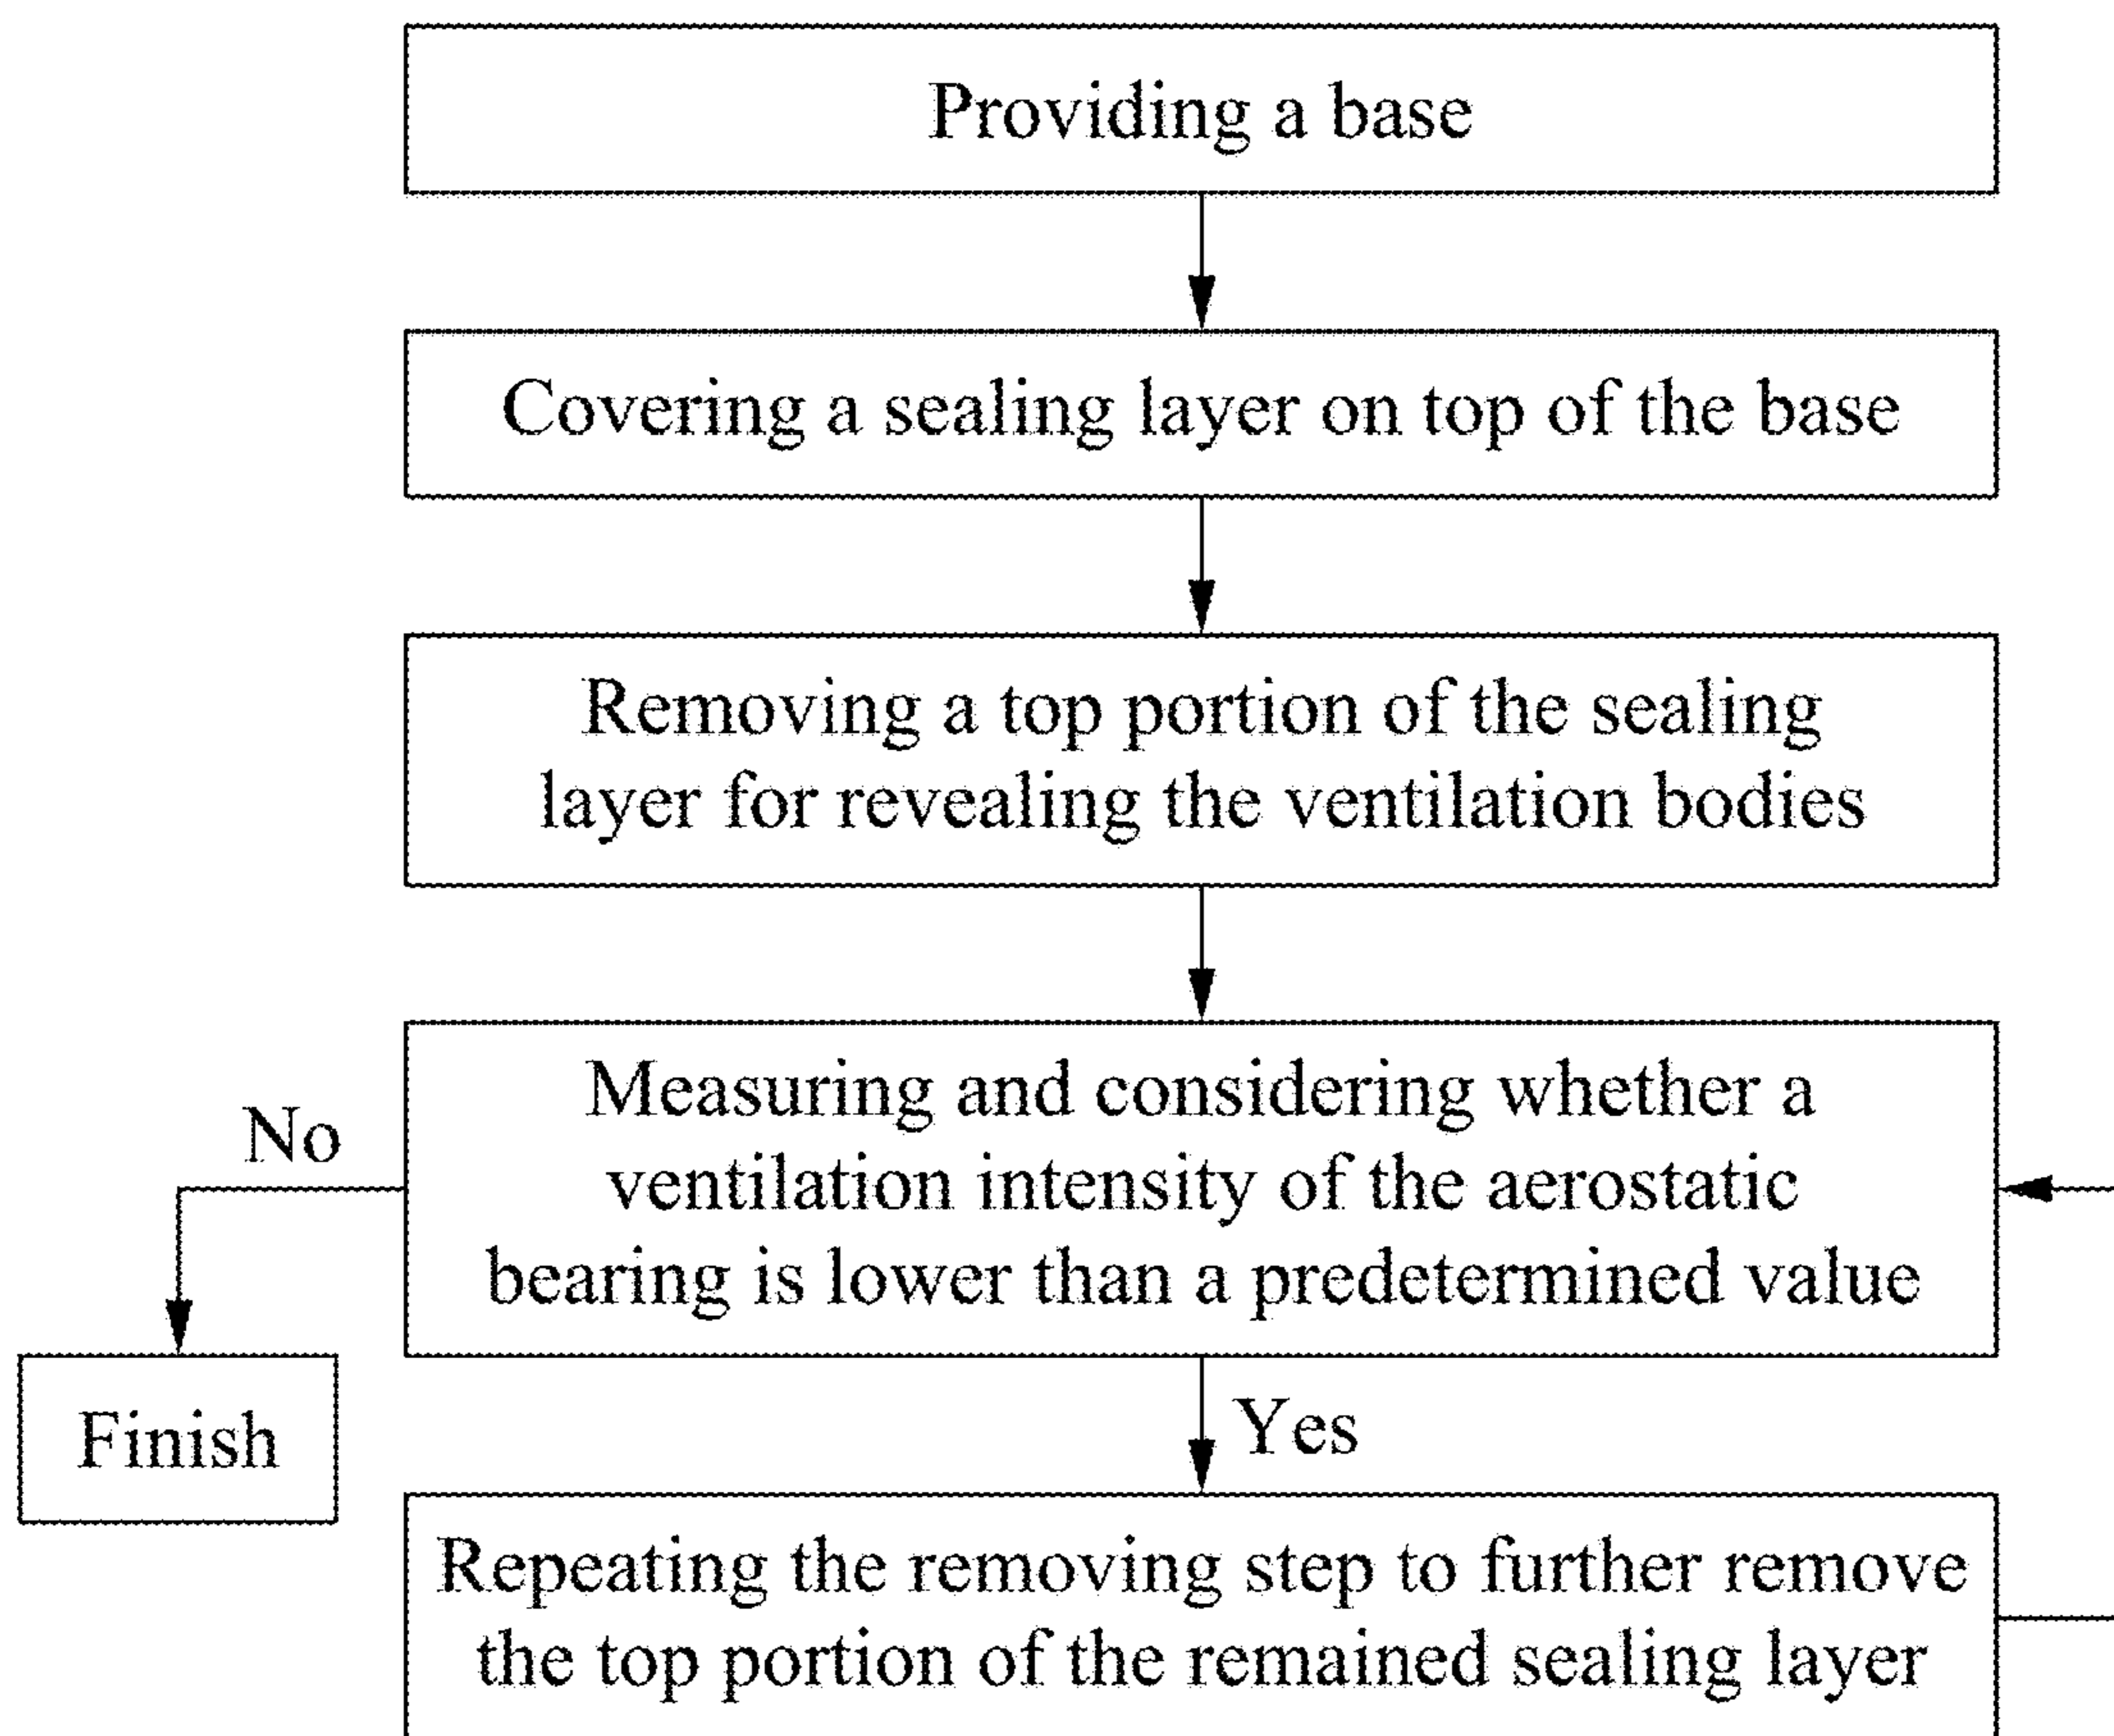 Providing a base
Covering a sealing layer on top of the base
Removing a top portion of the sealing
layer for revealing the ventilation bodies
Measuring and considering whether a
ventilation intensity of the aerostatic
bearing is lower than a predetermined value
No
Finish
Yes
Repeating the removing step to further remove
the top portion of the remained sealing layer